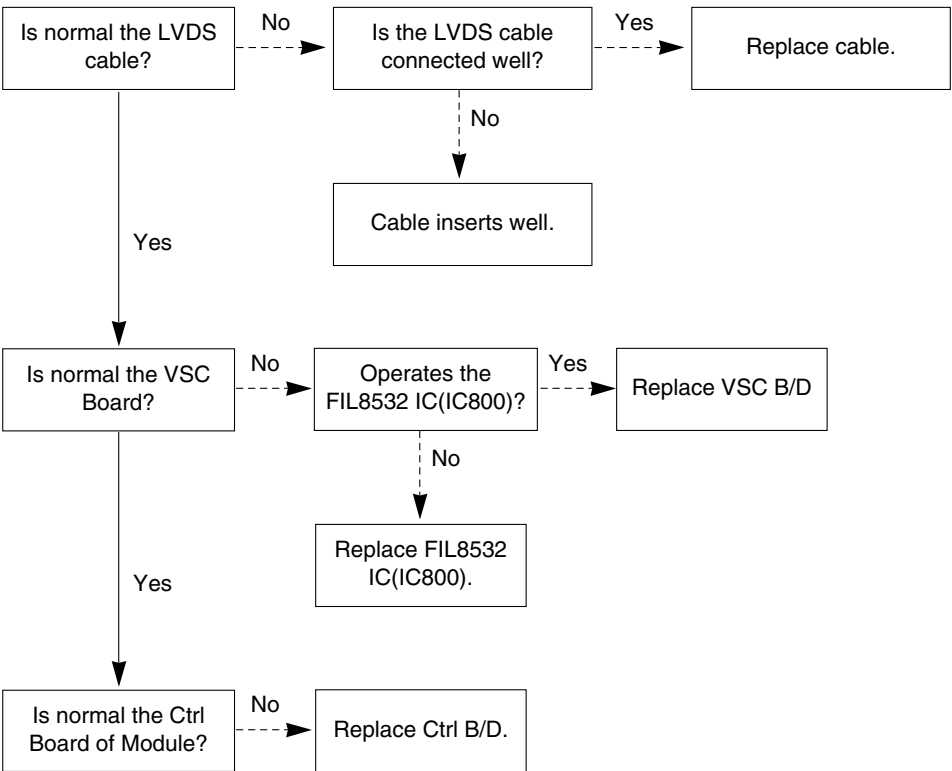 Is normal the LVDS
cable?
No
Is the LVDS cable
connected well?
Yes
Replace cable.
No
Cable inserts well.
Yes
Is normal the VSC
Board?
No
Operates the
FIL8532 IC(IC800)?
Yes
Replace VSC B/D
No
Replace FIL8532
IC(IC800).
Yes
Is normal the Ctrl
Board of Module?
No
Replace Ctrl B/D.